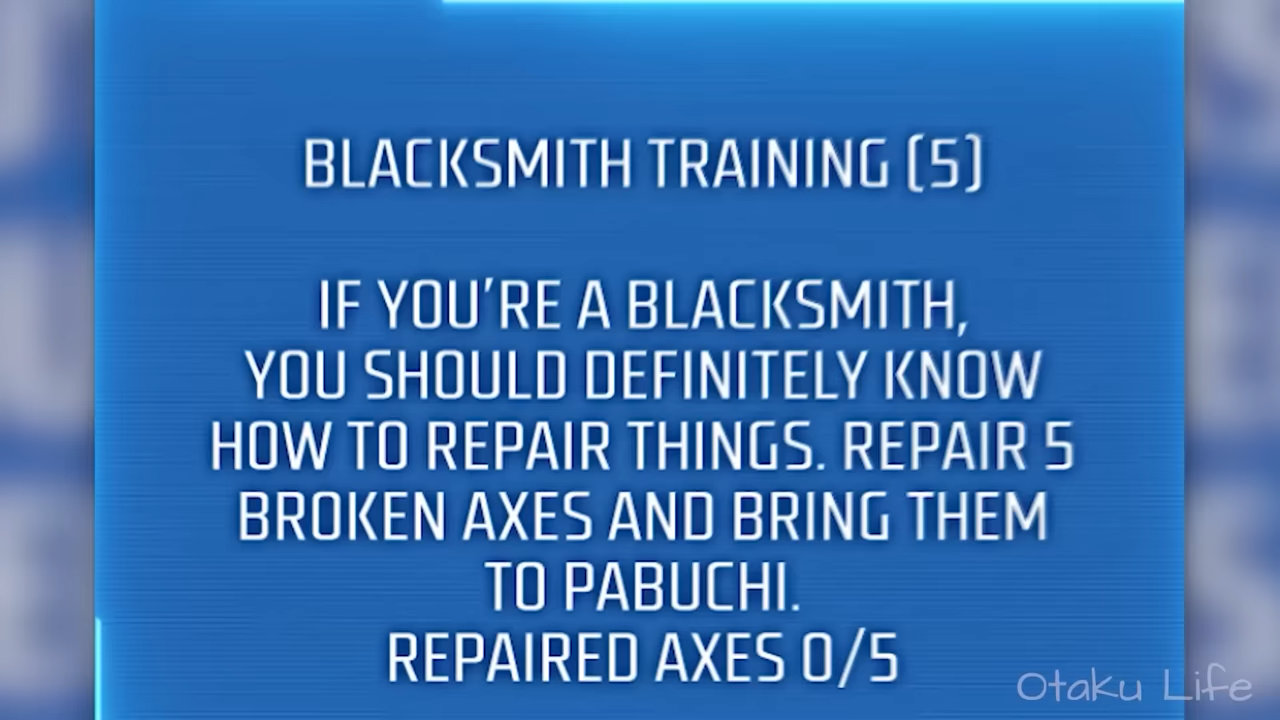 BLACKSMITH TRAINING (5)
IF YOU'RE A BLACKSMITH,
YOU SHOULD DEFINITELY KNOW
HOW TO REPAIR THINGS. REPAIR 5
BROKEN AXES AND BRING THEM
TO PABUCHI.
REPAIRED AXES 0/5
Otaku Life